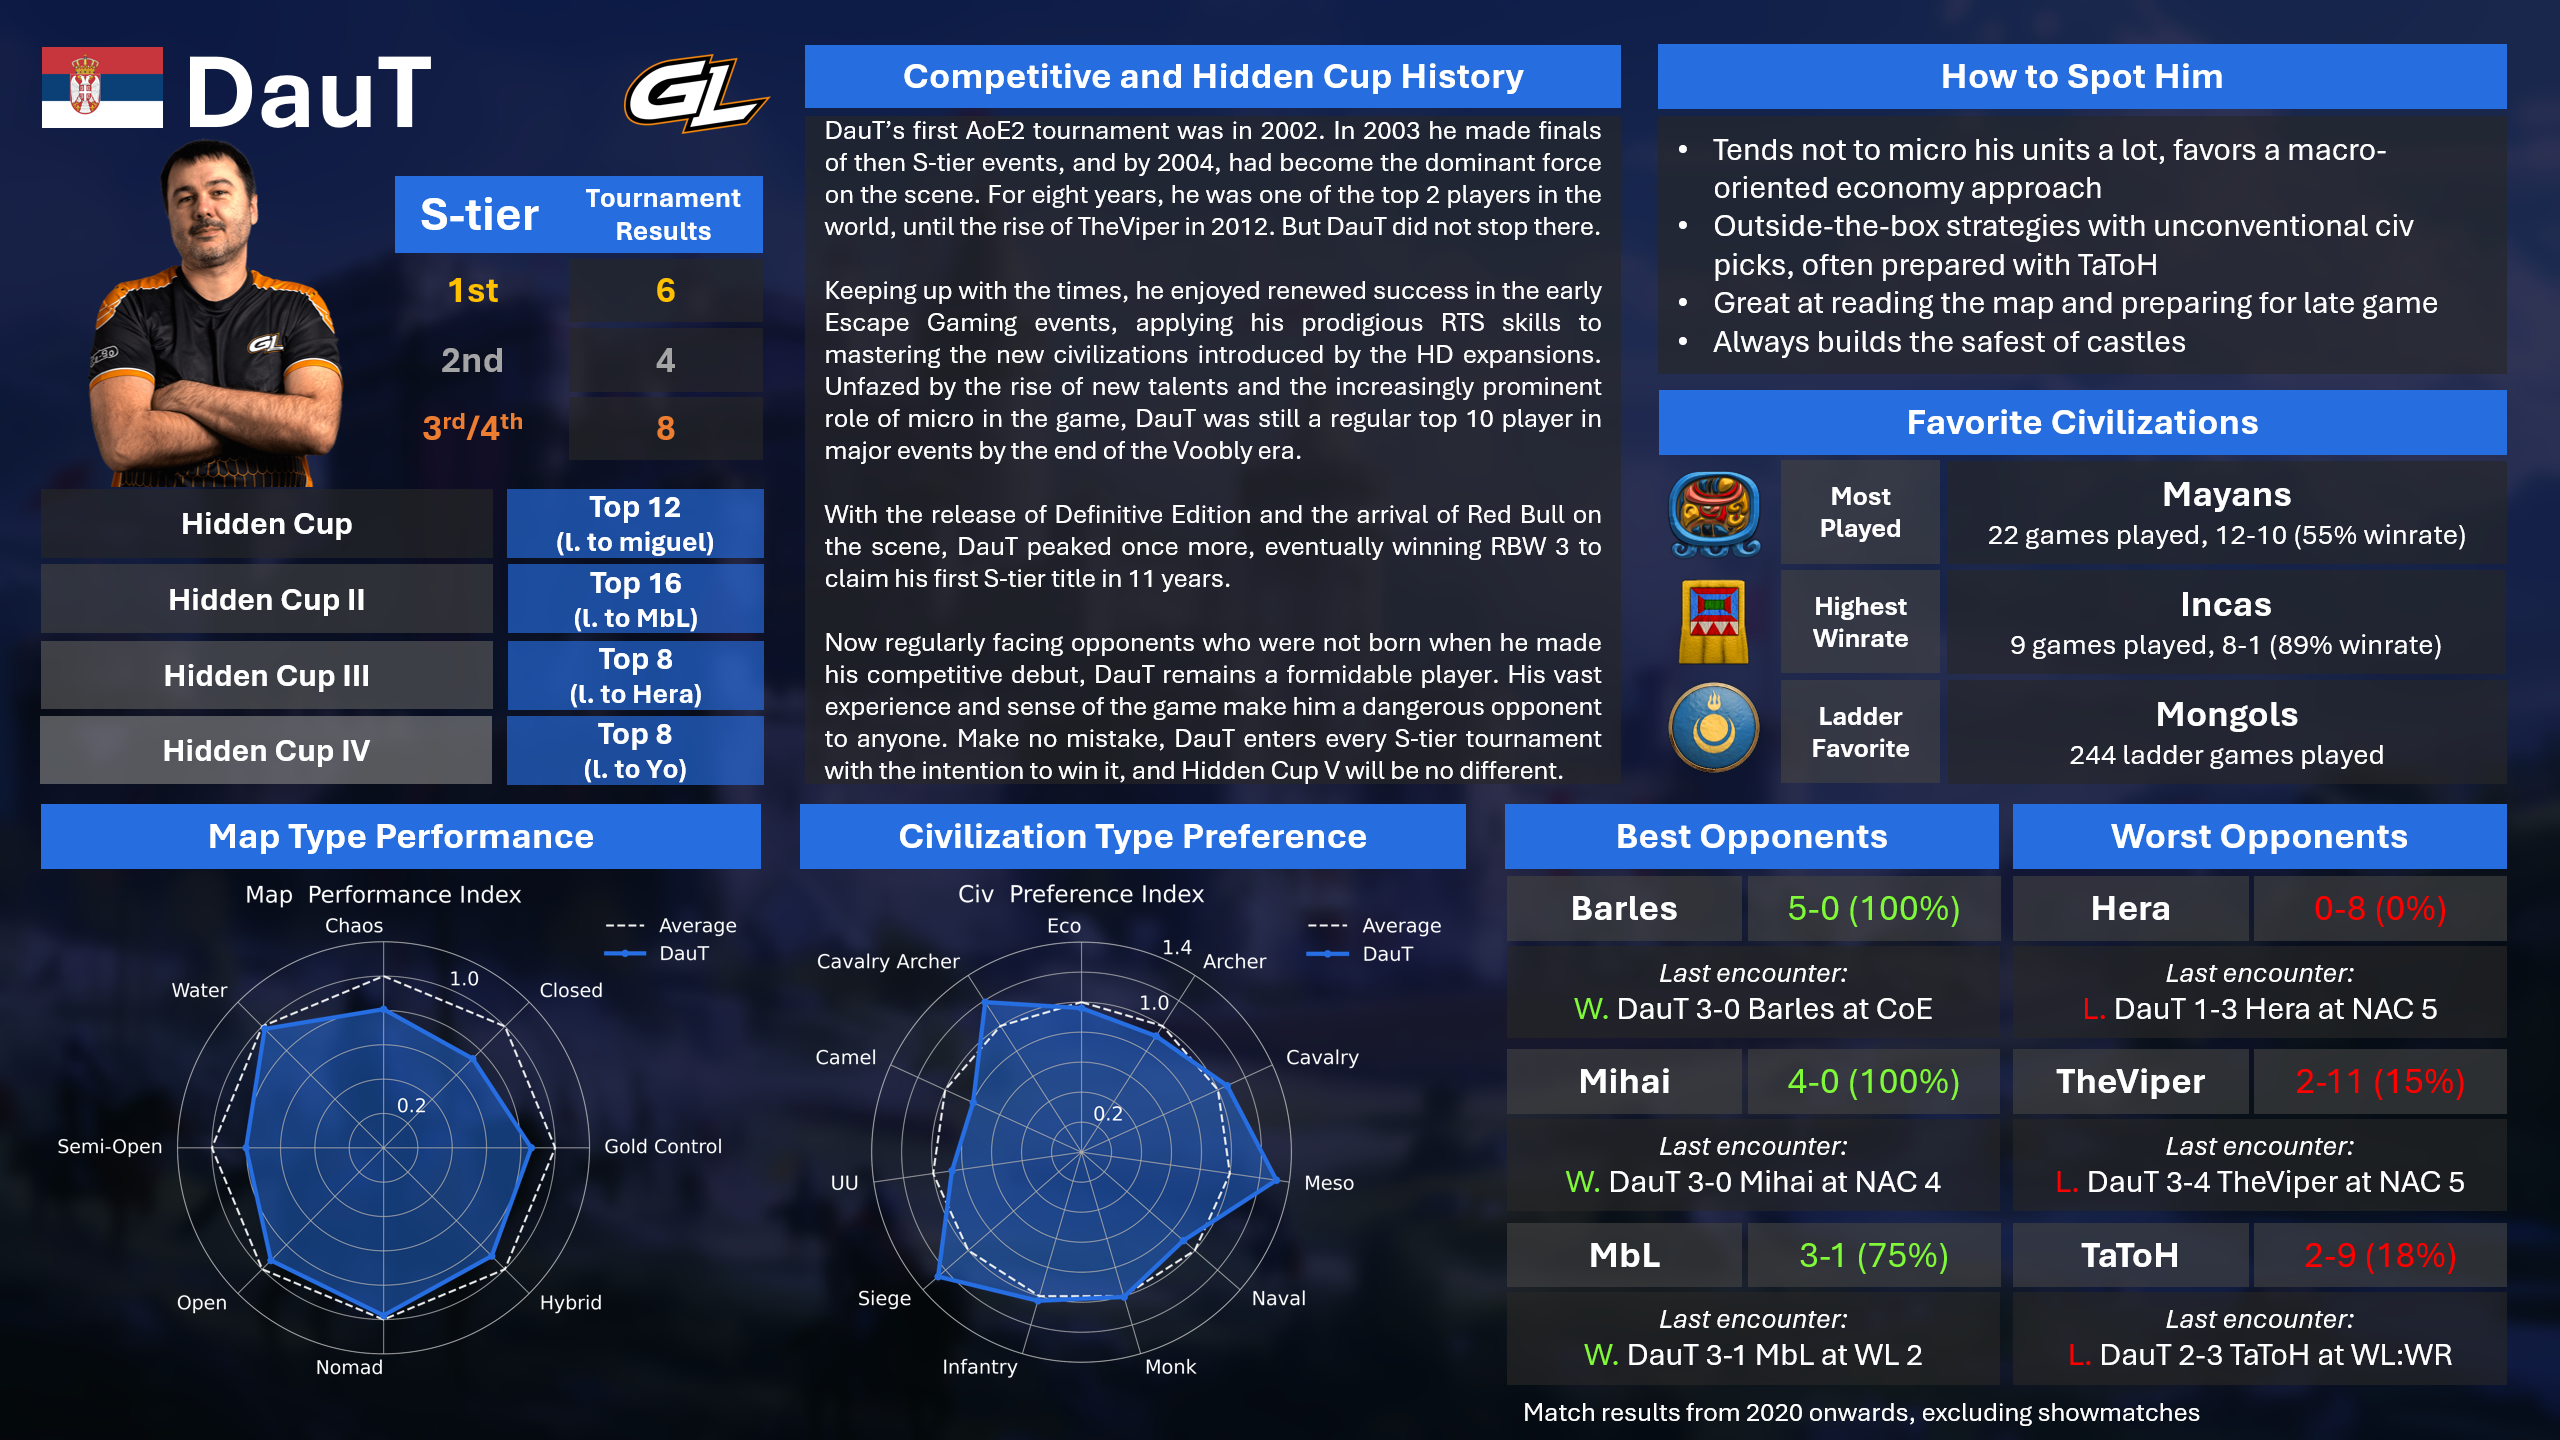 DauT
GL
GL
S-tier
Tournament
Results
1st
6
2nd
4
3rd/4th
8
Hidden Cup
Top 12
(l. to miguel)
Hidden Cup II
Top 16
(l. to MbL)
Hidden Cup III
Top 8
(l. to Hera)
Hidden Cup IV
Top 8
(l. to Yo)
Competitive and Hidden Cup History
DauT’s first AoE2 tournament was in 2002. In 2003 he made finals
of then S-tier events, and by 2004, had become the dominant force
on the scene. For eight years, he was one of the top 2 players in the
world, until the rise of TheViper in 2012. But DauT did not stop there.
Keeping up with the times, he enjoyed renewed success in the early
Escape Gaming events, applying his prodigious RTS skills to
mastering the new civilizations introduced by the HD expansions.
Unfazed by the rise of new talents and the increasingly prominent
role of micro in the game, DauT was still a regular top 10 player in
major events by the end of the Voobly era.
With the release of Definitive Edition and the arrival of Red Bull on
the scene, DauT peaked once more, eventually winning RBW 3 to
claim his first S-tier title in 11 years.
Now regularly facing opponents who were not born when he made
his competitive debut, DauT remains a formidable player. His vast
experience and sense of the game make him a dangerous opponent
to anyone. Make no mistake, DauT enters every S-tier tournament
with the intention to win it, and Hidden Cup V will be no different.
How to Spot Him
• Tends not to micro his units a lot, favors a macro-
oriented economy approach
• Outside-the-box strategies with unconventional civ
picks, often prepared with TaToH
• Great at reading the map and preparing for late game
• Always builds the safest of castles
Favorite Civilizations
Most
Played
Mayans
22 games played, 12-10 (55% winrate)
Highest
Winrate
Incas
9 games played, 8-1 (89% winrate)
Ladder
Favorite
Mongols
244 ladder games played
Map Type Performance
Map Performance Index
Average
DauT
Chaos
Closed
Gold Control
Hybrid
Nomad
Open
Semi-Open
Water
1.0
0.2
Civilization Type Preference
Civ Preference Index
Average
DauT
Eco
Archer
Cavalry
Meso
Naval
Monk
Infantry
Siege
UU
Camel
Cavalry Archer
1.4
1.0
0.2
Best Opponents
Barles
5-0 (100%)
Last encounter:
W. DauT 3-0 Barles at CoE
Mihai
4-0 (100%)
Last encounter:
W. DauT 3-0 Mihai at NAC 4
MbL
3-1 (75%)
Last encounter:
W. DauT 3-1 MbL at WL 2
Worst Opponents
Hera
0-8 (0%)
Last encounter:
L. DauT 1-3 Hera at NAC 5
TheViper
2-11 (15%)
Last encounter:
L. DauT 3-4 TheViper at NAC 5
TaToH
2-9 (18%)
Last encounter:
L. DauT 2-3 TaToH at WL:WR
Match results from 2020 onwards, excluding showmatches